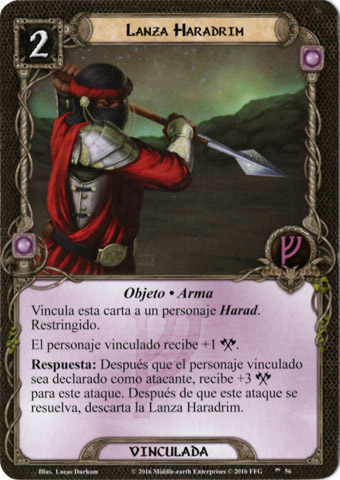 2
Lanza Haradrim
Objeto • Arma
Vincula esta carta a un personaje Harad.
Restringido.
El personaje vinculado recibe +1
Respuesta: Después que el personaje vinculado
sea declarado como atacante, recibe +3
para este ataque. Después de que este ataque se
resuelva, descarta la Lanza Haradrim.
VINCULADA
Illus. Lucas Durham
© 2016 Middle-earth Enterprises © 2016 FFG
56